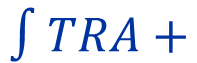 ∫ TRA +